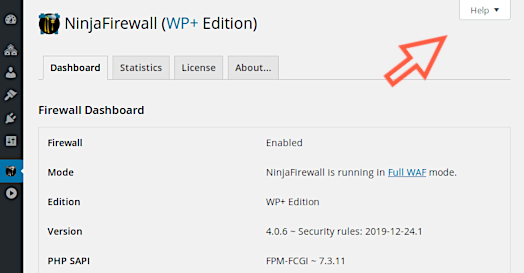 Help ▼
NinjaFirewall (WP+ Edition)
Dashboard Statistics License About...
Firewall Dashboard
Firewall Enabled
Mode NinjaFirewall is running in Full WAF mode.
Edition WP+ Edition
Version 4.0.6 ~ Security rules: 2019-12-24.1
PHP SAPI FPM-FCGI ~ 7.3.11